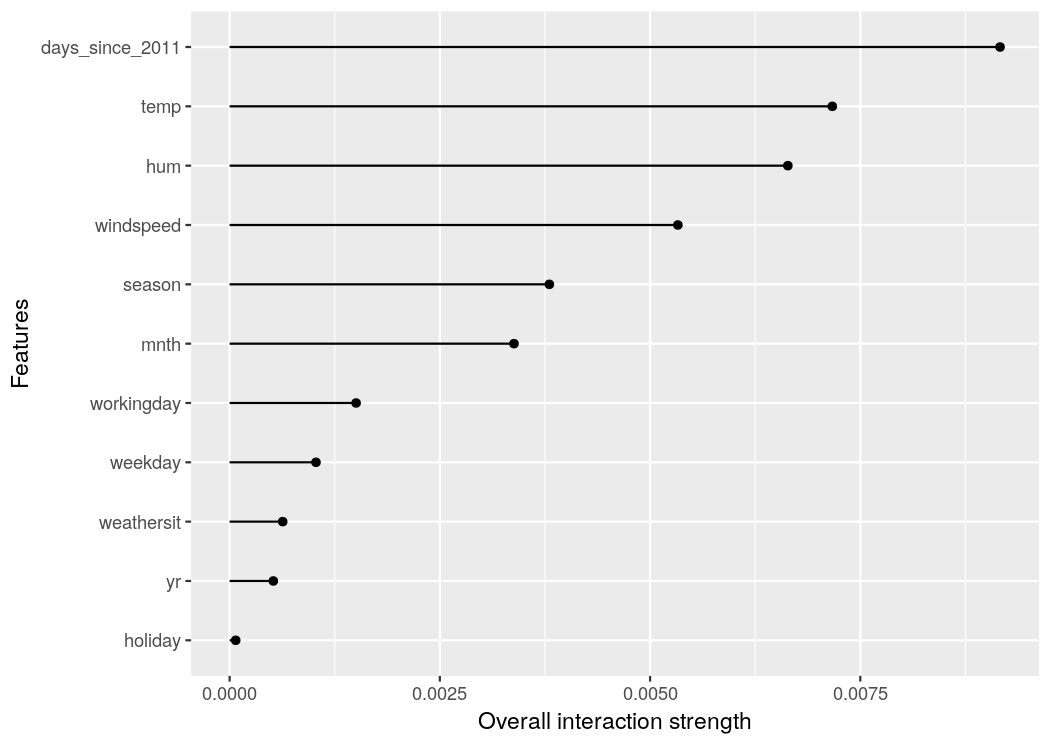 days_since_2011
temp
hum
windspeed
season
mnth
workingday
weekday
weathersit
yr
holiday
Features
0.0000 0.0025 0.0050 0.0075
Overall interaction strength